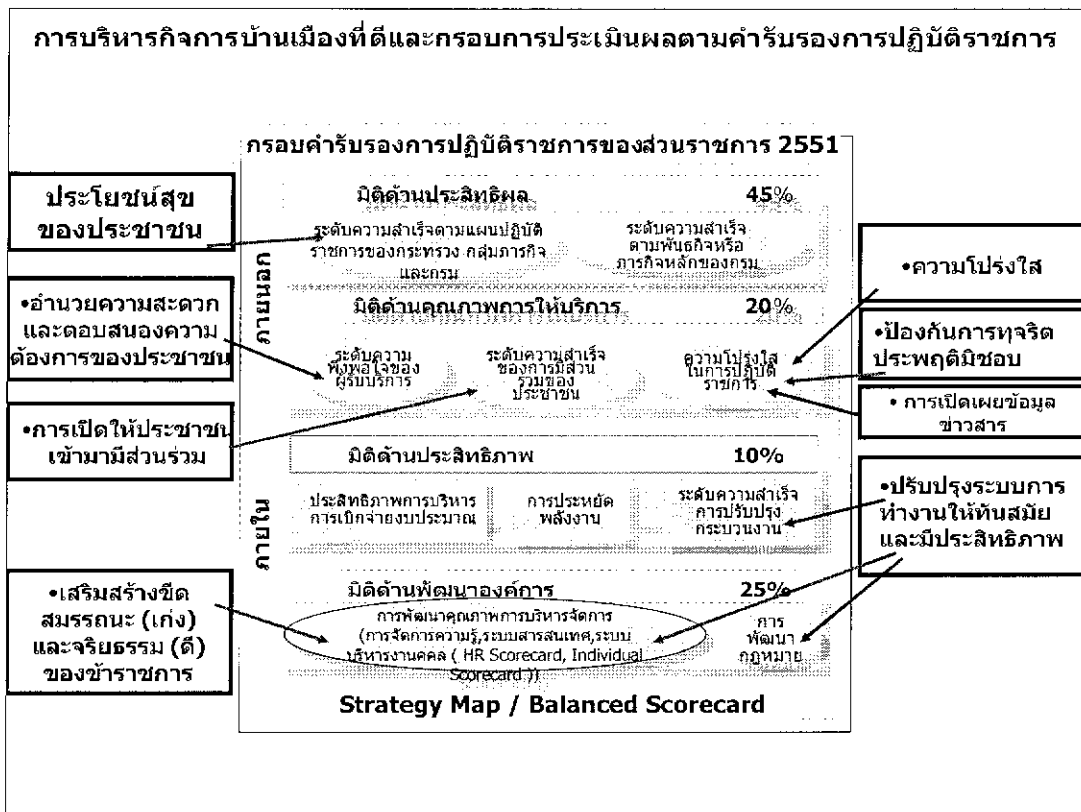 การบริหารกิจการบ้านเมืองที่ดีและกรอบการประเมินผลตามคำรับรองการปฏิบัติราชการ
กรอบคำรับรองการปฏิบัติราชการของส่วนราชการ 2551
ประโยชน์สุข
ของประชาชน
•อำนวยความสะดวก
และตอบสนองความ
ต้องการของประชาชน
•การเปิดให้ประชาชน
เข้ามามีส่วนร่วม
•เสริมสร้างขีด
สมรรถนะ (เก่ง)
และจริยธรรม (ดี)
ของข้าราชการ
ภายนอก
ภายใน
มิติด้านประสิทธิผล 45%
ระดับความสำเร็จตามแผนปฏิบัติ
ราชการของกระทรวง กลุ่มภารกิจ
และกรม
ระดับความสำเร็จ
ตามพันธกิจหรือ
ภารกิจหลักของกรม
มิติด้านคุณภาพการให้บริการ 20%
ระดับความ
พึงพอใจของ
ผู้รับบริการ
ระดับความสำเร็จ
ของการมีส่วน
ร่วมของ
ประชาชน
ความโปร่งใส
ในการปฏิบัติ
ราชการ
มิติด้านประสิทธิภาพ 10%
ประสิทธิภาพการบริหาร
การเบิกจ่ายงบประมาณ
การประหยัด
พลังงาน
ระดับความสำเร็จ
การปรับปรุง
กระบวนงาน
มิติด้านพัฒนาองค์การ 25%
การพัฒนาคุณภาพการบริหารจัดการ
(การจัดการความรู้,ระบบสารสนเทศ,ระบบ
บริหารงานคคล ( HR Scorecard, Individual
Scorecard ))
การ
พัฒนา
กฎหมาย
Strategy Map / Balanced Scorecard
•ความโปร่งใส
•ป้องกันการทุจริต
ประพฤติมิชอบ
• การเปิดเผยข้อมูล
ข่าวสาร
•ปรับปรุงระบบการ
ทำงานให้ทันสมัย
และมีประสิทธิภาพ